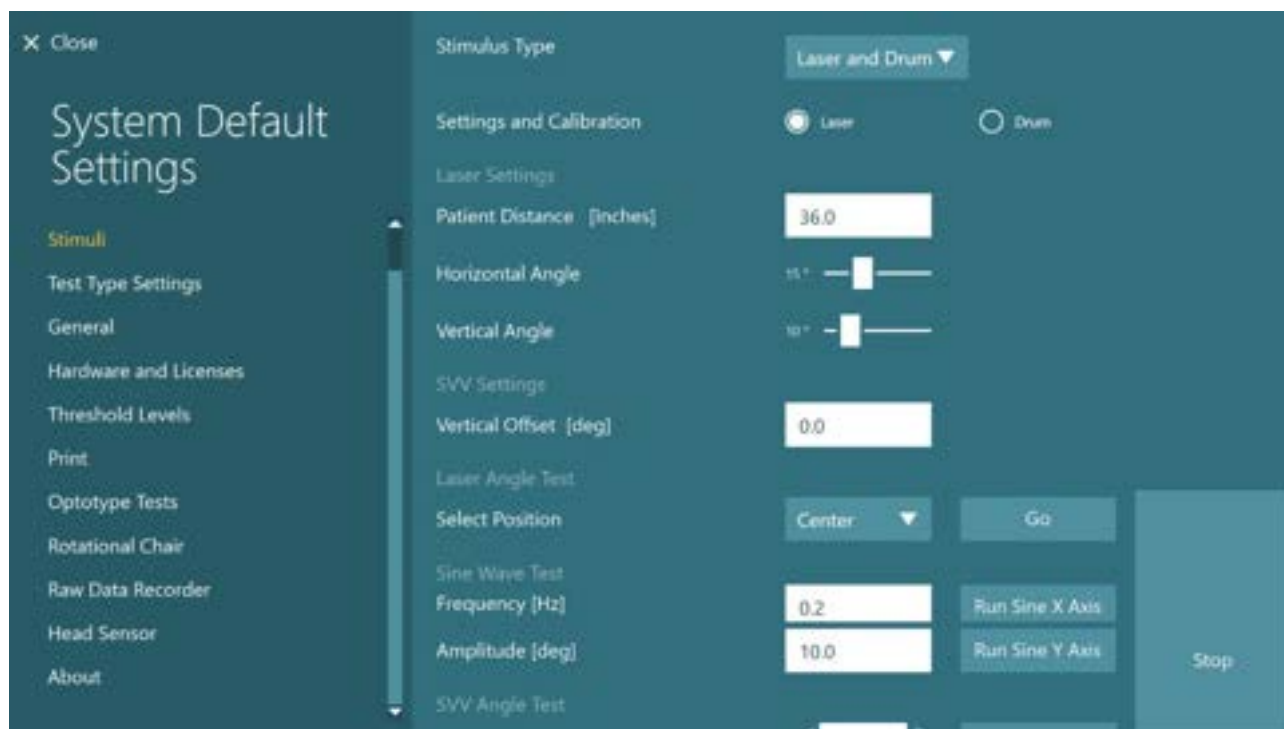 X Close
System Default
Settings
Stimuli
Test Type Settings
General
Hardware and Licenses
Threshold Levels
Print
Optotype Tests
Rotational Chair
Raw Data Recorder
Head Sensor
About
Stimulus Type Laser and Drum
Settings and Calibration Laser Drum
Laser Settings
Patient Distance [inches] 36.0
Horizontal Angle 15 °
Vertical Angle 10 °
SVV Settings
Vertical Offset [deg] 0.0
Laser Angle Test
Select Position Center Go
Sine Wave Test
Frequency [Hz] 0.2 Run Sine X Axis
Amplitude [deg] 10.0 Run Sine Y Axis
Stop
SVV Angle Test